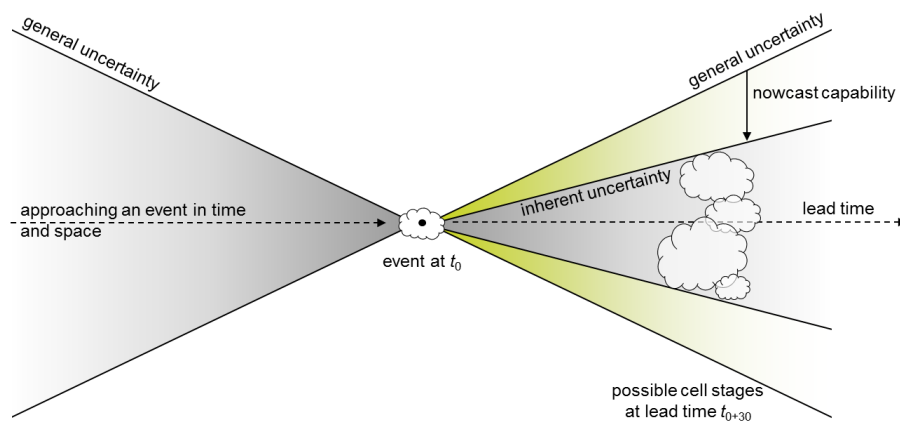 general uncertainty
general uncertainty
nowcast capability
inherent uncertainty
approaching an event in time
and space
lead time
event at t0
possible cell stages
at lead time t0+30